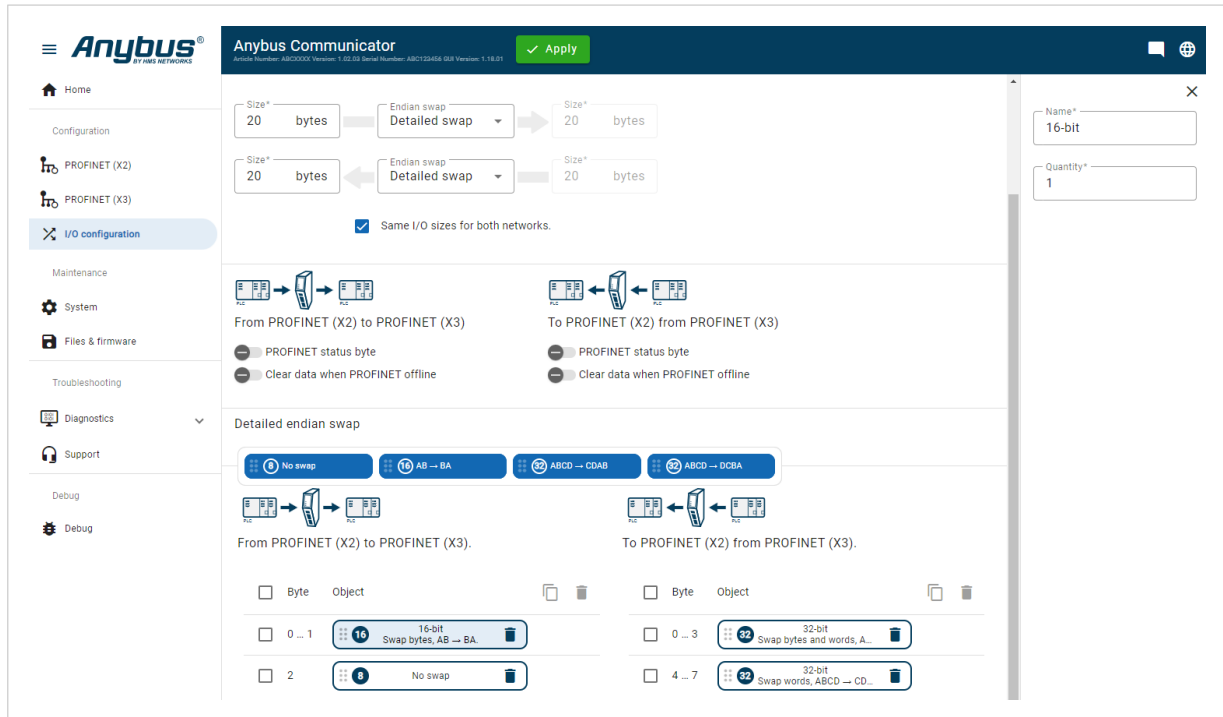 Anybus®
BY HMS NETWORKS
Anybus Communicator
Article Number: ABCXXXX Version: 1.02.03 Serial Number: ABC123456 GUI Version: 1.18.01
Apply
Home
Configuration
PROFINET (X2)
PROFINET (X3)
I/O configuration
Maintenance
System
Files & firmware
Troubleshooting
Diagnostics
Support
Debug
Debug
Size* Endian swap Size*
20 bytes Detailed swap 20 bytes
Size* Endian swap Size*
20 bytes Detailed swap 20 bytes
Same I/O sizes for both networks.
PLC PLC PLC PLC
From PROFINET (X2) to PROFINET (X3) To PROFINET (X2) from PROFINET (X3)
PROFINET status byte PROFINET status byte
Clear data when PROFINET offline Clear data when PROFINET offline
Detailed endian swap
8 No swap 16 AB → BA 32 ABCD → CDAB 32 ABCD → DCBA
PLC PLC PLC PLC
From PROFINET (X2) to PROFINET (X3). To PROFINET (X2) from PROFINET (X3).
Byte Object Byte Object
0 ... 1 16 16-bit 0 ... 3 32 32-bit
Swap bytes, AB → BA. Swap bytes and words, A...
2 8 No swap 4 ... 7 32 32-bit
Swap words, ABCD → CD...
Name*
16-bit
Quantity*
1